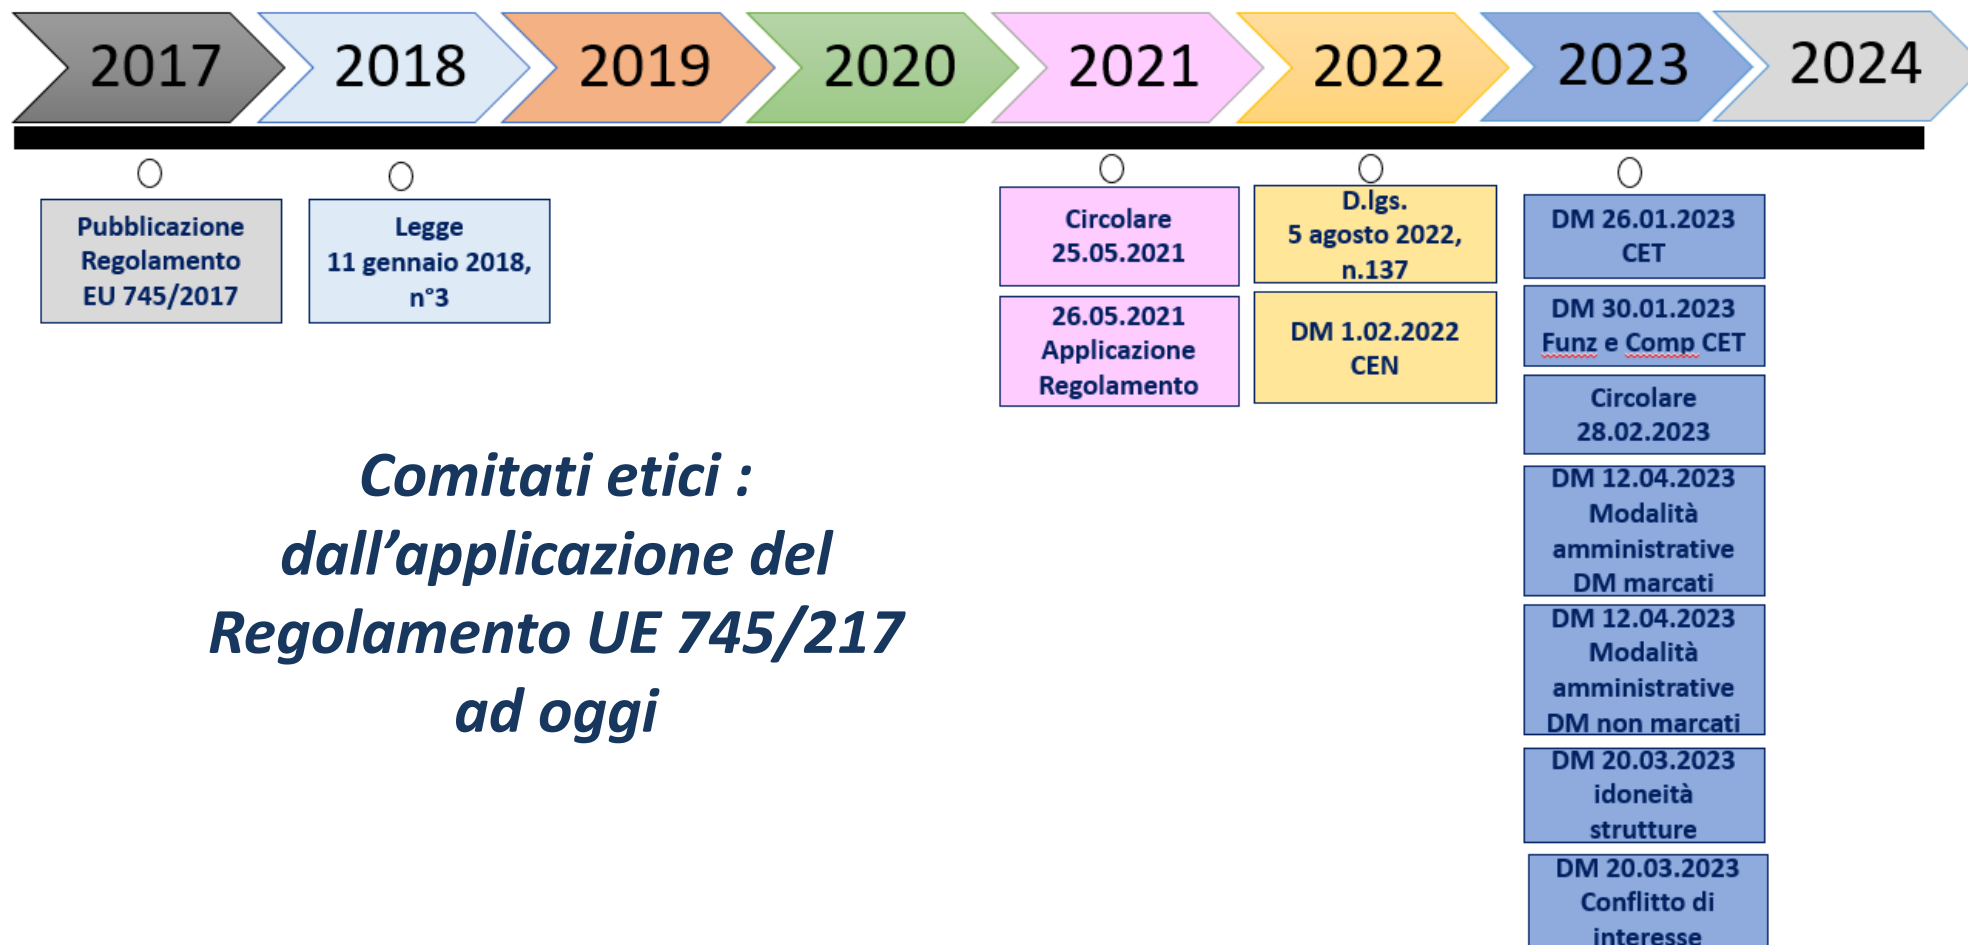 2017
2018
2019
2020
2021
2022
2023
2024
Pubblicazione
Regolamento
EU 745/2017
Legge
11 gennaio 2018,
n°3
Circolare
25.05.2021
26.05.2021
Applicazione
Regolamento
D.lgs.
5 agosto 2022,
n.137
DM 1.02.2022
CEN
DM 26.01.2023
CET
DM 30.01.2023
Funz e Comp CET
Circolare
28.02.2023
DM 12.04.2023
Modalità
amministrative
DM marcati
DM 12.04.2023
Modalità
amministrative
DM non marcati
DM 20.03.2023
idoneità
strutture
DM 20.03.2023
Conflitto di
interesse
Comitati etici :
dall’applicazione del
Regolamento UE 745/217
ad oggi